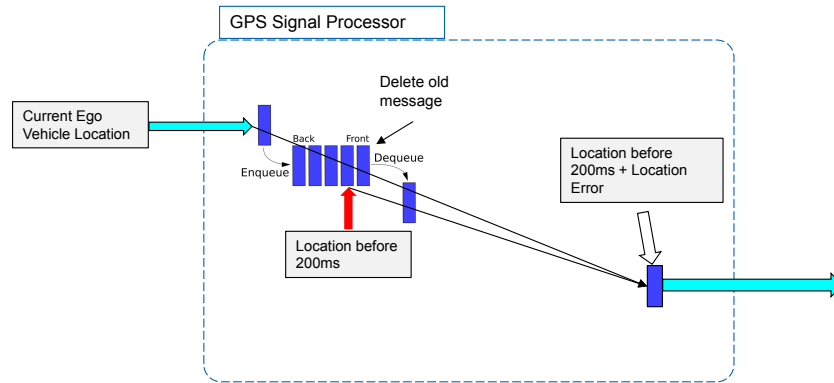 GPS Signal Processor
Delete old
message
Current Ego
Vehicle Location
Back
Front
Enqueue
Dequeue
Location before
200ms + Location
Error
Location before
200ms